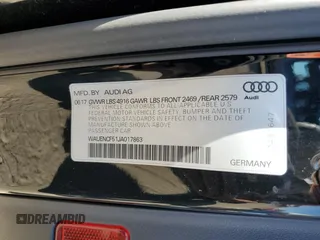 MFD. BY AUDI AG
06.17 GVWR LBS 4916 GAWR LBS FRONT 2469 /REAR 2579
THIS VEHICLE CONFORMS TO ALL APPLICABLE U.S.
FEDERAL MOTOR VEHICLE SAFETY, BUMPER AND THEFT
PREVENTION STANDARDS IN EFFECT ON THE DATE OF
MANUFACTURE SHOWN ABOVE.
PASSENGER CAR
WAUENCF51JA017863
Audi
GERMANY
AUTOBIDMASTER